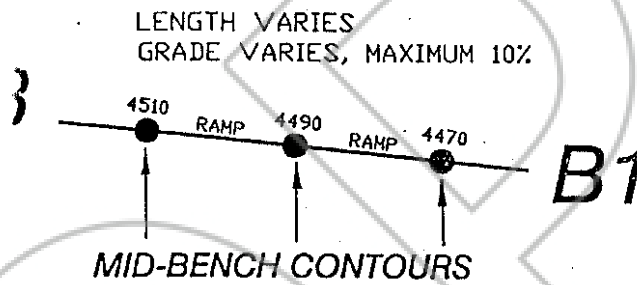 LENGTH VARIES
GRADE VARIES, MAXIMUM 10%
4510 RAMP 4490 RAMP 4470
B1
MID-BENCH CONTOURS